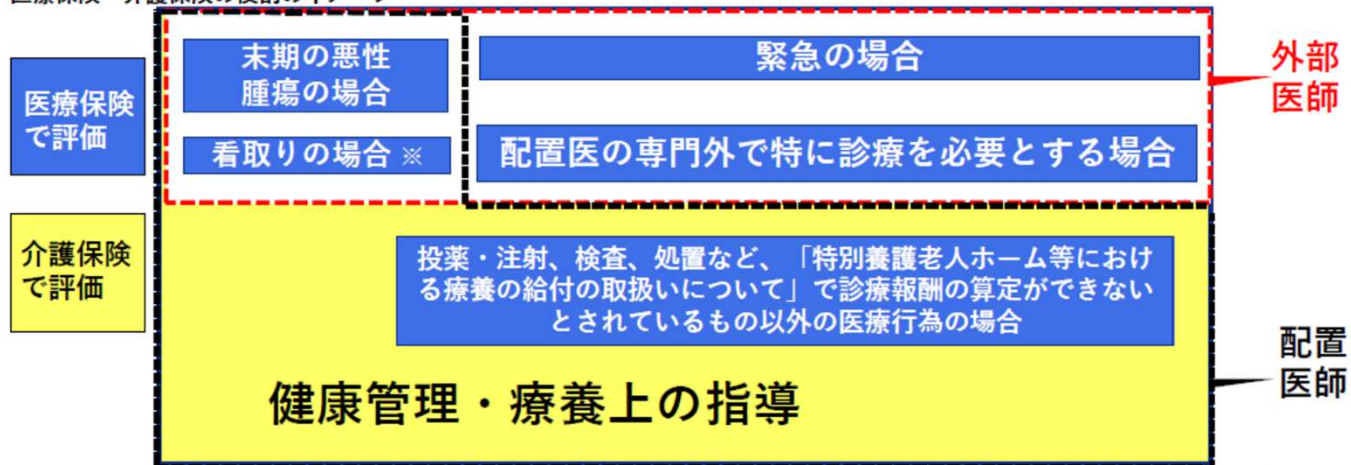 末期の悪性
腫瘍の場合
緊急の場合
外部
医師
医療保険
で評価
看取りの場合 ※
配置医の専門外で特に診療を必要とする場合
介護保険
で評価
投薬・注射、検査、処置など、「特別養護老人ホーム等におけ
る療養の給付の取扱いについて」で診療報酬の算定ができない
とされているもの以外の医療行為の場合
配置
医師
健康管理・療養上の指導